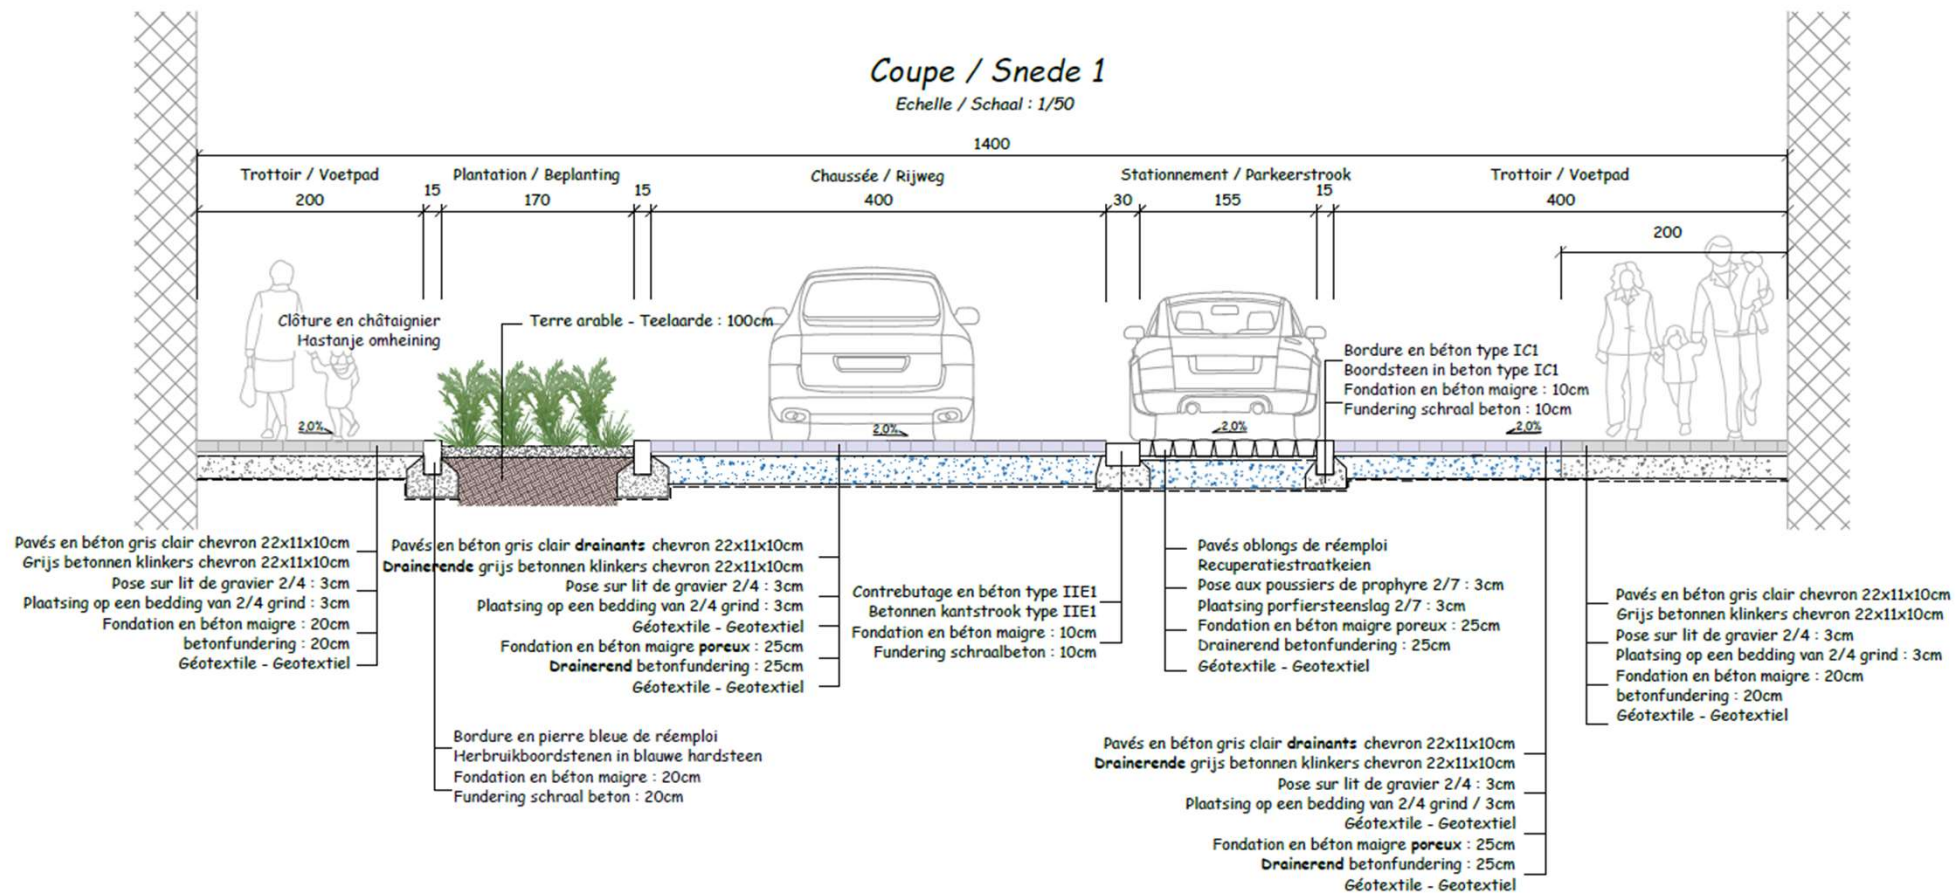 Coupe / Snede 1
Echelle / Schaal : 1/50
1400
Trottoir / Voetpad
200
15
Plantation / Beplanting
170
15
Chaussée / Rijweg
400
30
Stationnement / Parkeerstrook
155
15
Trottoir / Voetpad
400
200
Clôture en châtaignier
Hastanje omheining
Terre arable - Teelaarde : 100cm
Bordure en béton type IC1
Boordsteen in beton type IC1
Fondation en béton maigre : 10cm
Fundering schraal beton : 10cm
2,0%
2,0%
2,0%
2,0%
Pavés en béton gris clair chevron 22x11x10cm
Grijs betonnen klinkers chevron 22x11x10cm
Pose sur lit de gravier 2/4 : 3cm
Plaatsing op een bedding van 2/4 grind : 3cm
Fondation en béton maigre : 20cm
betonfundering : 20cm
Géotextile - Geotextiel
Pavés en béton gris clair drainants chevron 22x11x10cm
Drainerende grijs betonnen klinkers chevron 22x11x10cm
Pose sur lit de gravier 2/4 : 3cm
Plaatsing op een bedding van 2/4 grind : 3cm
Géotextile - Geotextiel
Fondation en béton maigre poreux : 25cm
Drainerend betonfundering : 25cm
Géotextile - Geotextiel
Contrebutage en béton type IIE1
Betonnen kantstrook type IIE1
Fondation en béton maigre : 10cm
Fundering schraalbeton : 10cm
Pavés oblongs de réemploi
Recuperatiestraatkeien
Pose aux poussiers de prophyre 2/7 : 3cm
Plaatsing porfiersteenslag 2/7 : 3cm
Fondation en béton maigre poreux : 25cm
Drainerend betonfundering : 25cm
Géotextile - Geotextiel
Pavés en béton gris clair chevron 22x11x10cm
Grijs betonnen klinkers chevron 22x11x10cm
Pose sur lit de gravier 2/4 : 3cm
Plaatsing op een bedding van 2/4 grind : 3cm
Fondation en béton maigre : 20cm
betonfundering : 20cm
Géotextile - Geotextiel
Bordure en pierre bleue de réemploi
Herbruikboordstenen in blauwe hardsteen
Fondation en béton maigre : 20cm
Fundering schraal beton : 20cm
Pavés en béton gris clair drainants chevron 22x11x10cm
Drainerende grijs betonnen klinkers chevron 22x11x10cm
Pose sur lit de gravier 2/4 : 3cm
Plaatsing op een bedding van 2/4 grind / 3cm
Géotextile - Geotextiel
Fondation en béton maigre poreux : 25cm
Drainerend betonfundering : 25cm
Géotextile - Geotextiel